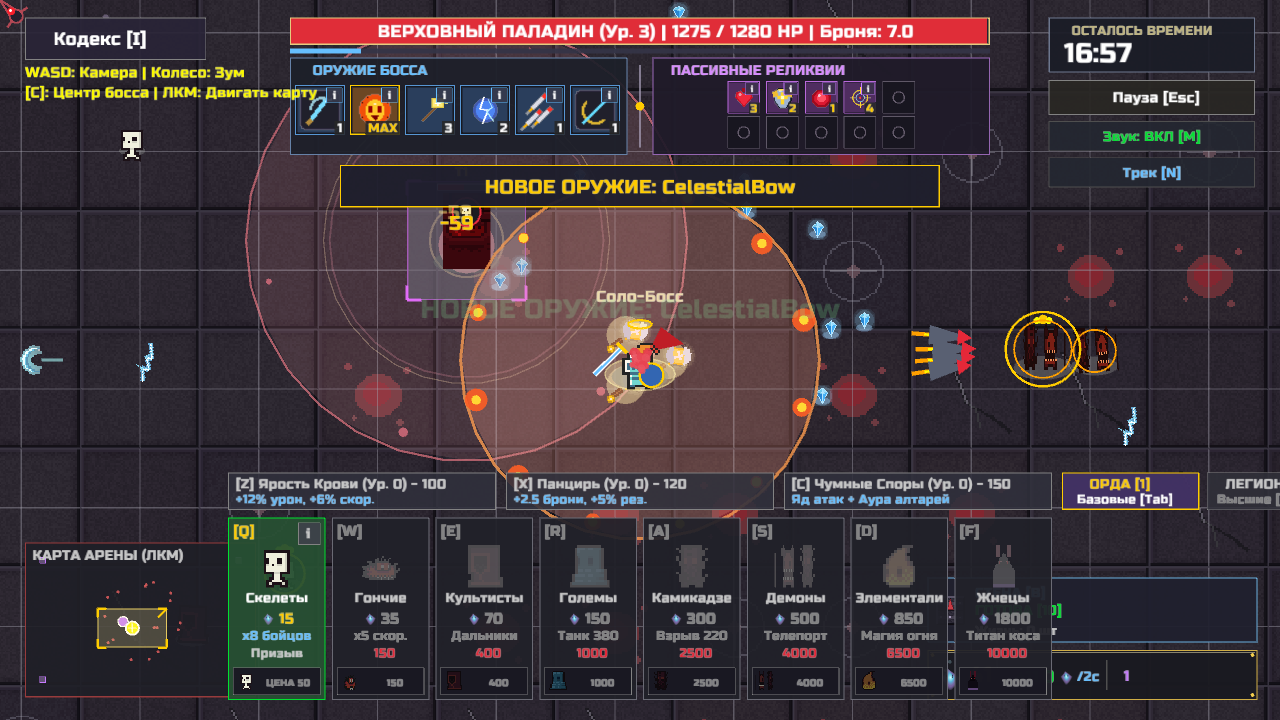 Кодекс [I]
WASD: Камера | Колесо: Зум
[C]: Центр босса | ЛКМ: Двигать карту
ВЕРХОВНЫЙ ПАЛАДИН (Ур. 3) | 1275 / 1280 HP | Броня: 7.0
ОРУЖИЕ БОССА
1
MAX
3
2
1
1
ПАССИВНЫЕ РЕЛИКВИИ
3
2
1
4
ОСТАЛОСЬ ВРЕМЕНИ
16:57
Пауза [Esc]
Звук: ВКЛ [M]
Трек [N]
НОВОЕ ОРУЖИЕ: CelestialBow
-59
Соло-Босс
НОВОЕ ОРУЖИЕ: CelestialBow
[Z] Ярость Крови (Ур. 0) - 100
+12% урон, +6% скор.
[X] Панцирь (Ур. 0) - 120
+2.5 брони, +5% рез.
[C] Чумные Споры (Ур. 0) - 150
Яд атак + Аура алтарей
ОРДА [1]
Базовые [Tab]
ЛЕГИОН
Высшие
КАРТА АРЕНЫ (ЛКМ)
[Q]
Скелеты
15
x8 бойцов
Призыв
ЦЕНА 50
[W]
Гончие
35
x5 скор.
150
150
[E]
Культисты
70
Дальники
400
400
[R]
Големы
150
Танк 380
1000
1000
[A]
Камикадзе
300
Взрыв 220
2500
2500
[S]
Демоны
500
Телепорт
4000
4000
[D]
Элементали
850
Магия огня
6500
6500
[F]
Жнецы
1800
Титан коса
10000
10000
/2с
1